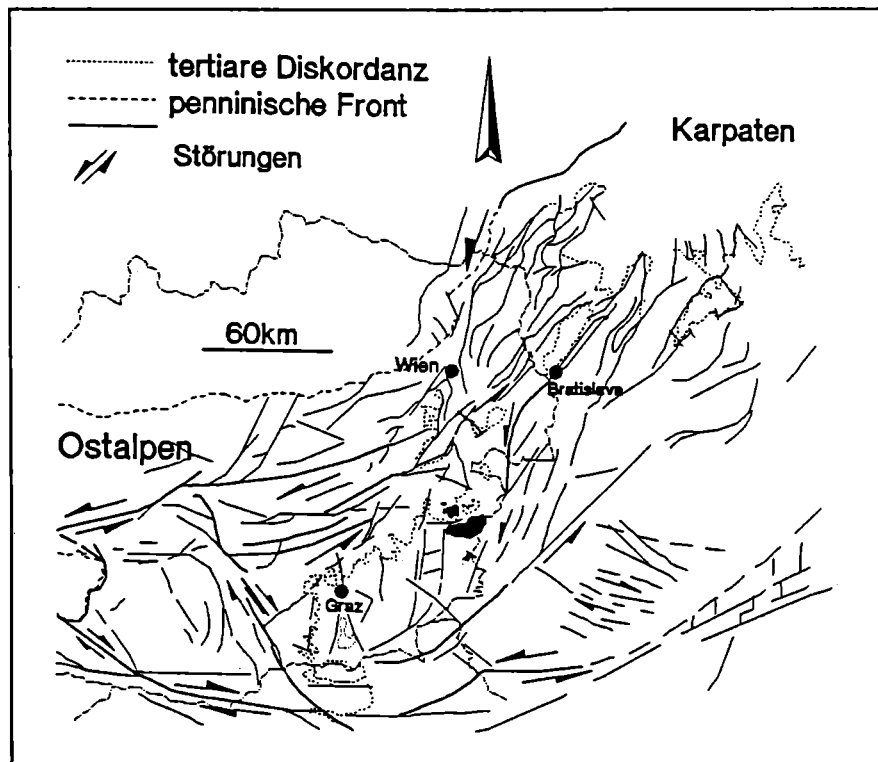 tertiare Diskordanz
penninische Front
Störungen
Karpaten
60km
Wien
Bratislava
Ostalpen
Graz